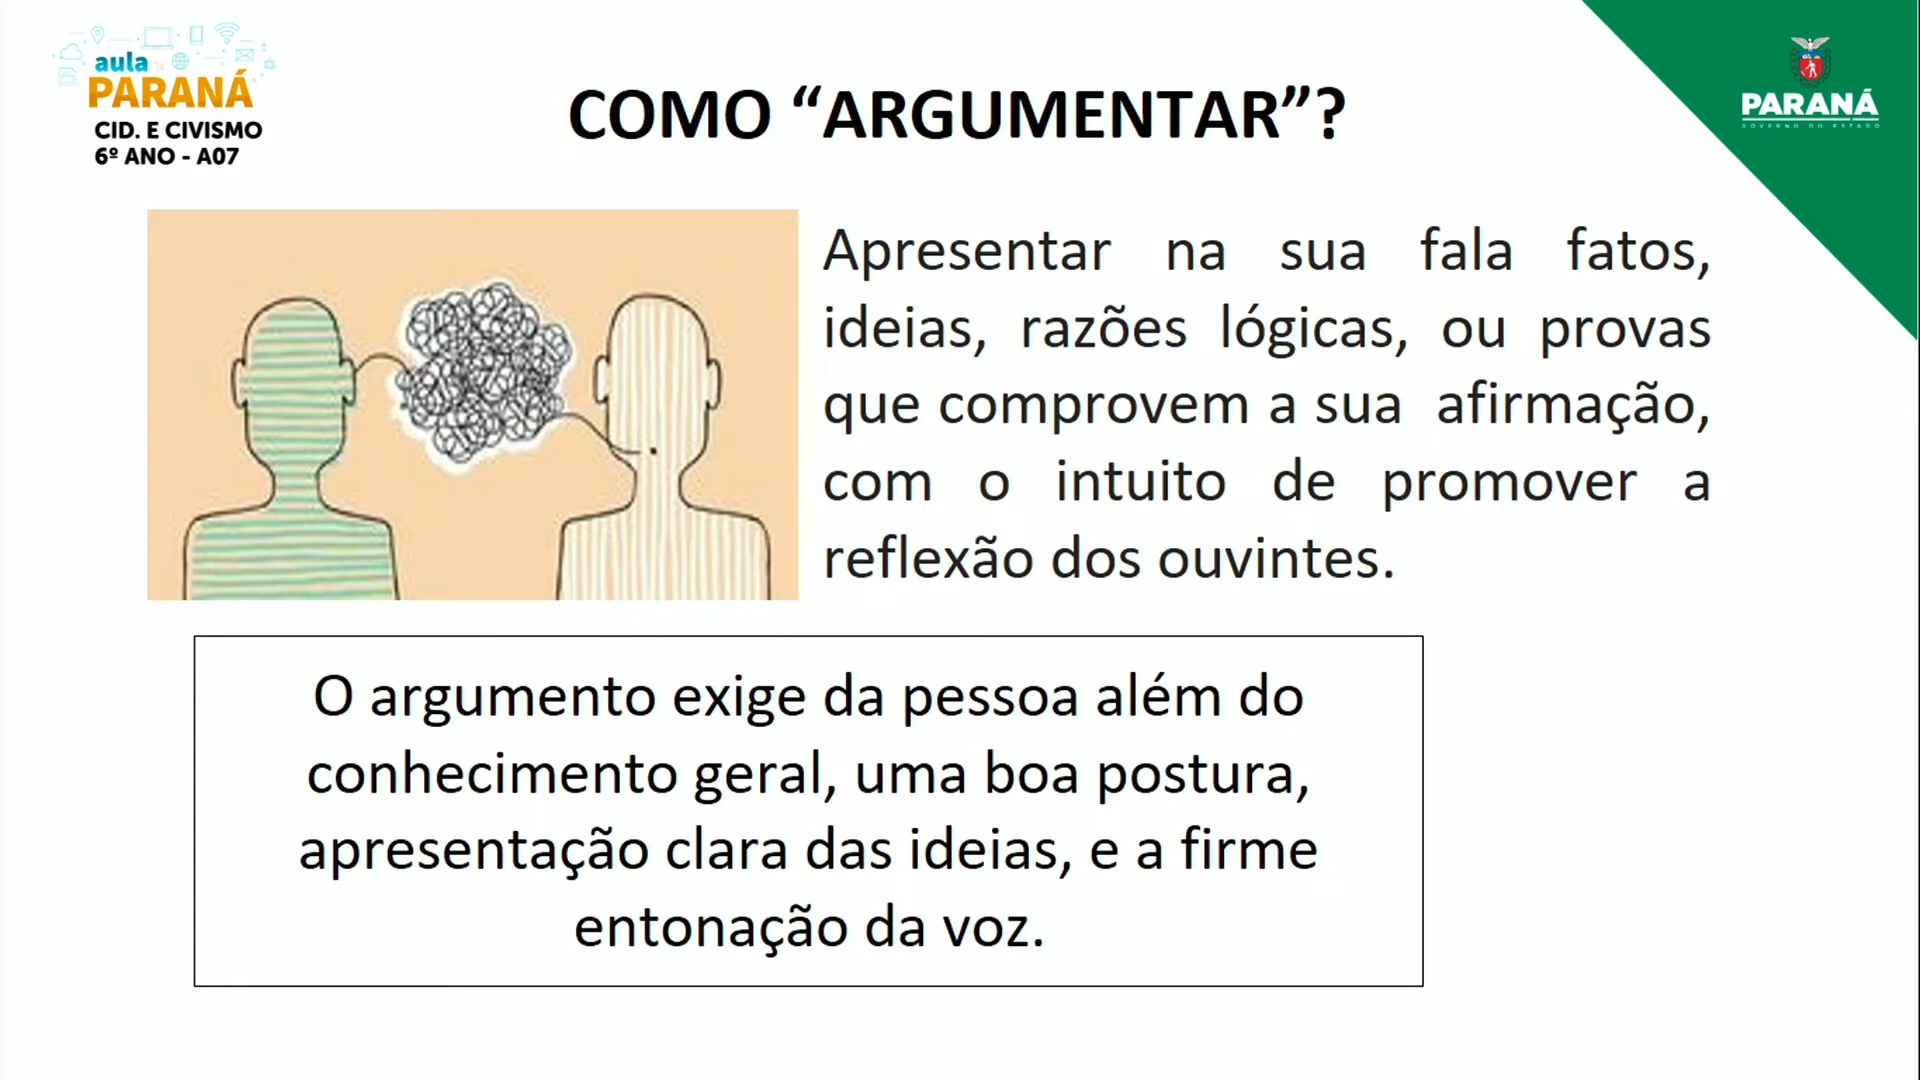 aula
PARANÁ
CID. E CIVISMO
6º ANO - A07
COMO “ARGUMENTAR”?
PARANÁ
GOVERNO DO ESTADO
Apresentar na sua fala fatos,
ideias, razões lógicas, ou provas
que comprovem a sua afirmação,
com o intuito de promover a
reflexão dos ouvintes.
O argumento exige da pessoa além do
conhecimento geral, uma boa postura,
apresentação clara das ideias, e a firme
entonação da voz.